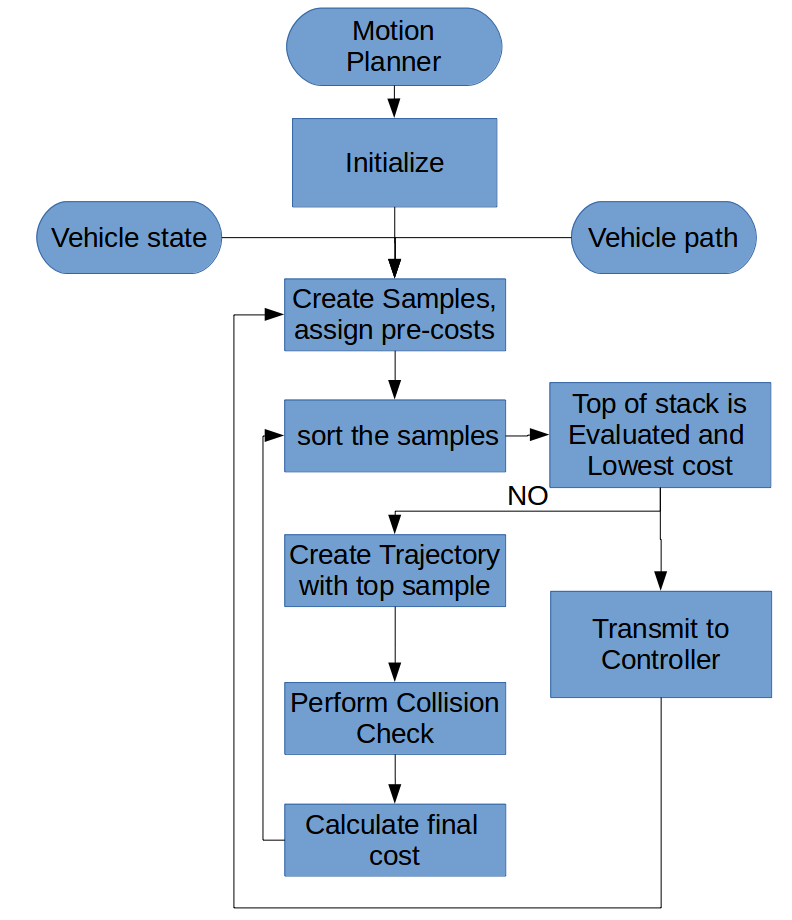 Motion
Planner
Initialize
Vehicle state
Vehicle path
Create Samples,
assign pre-costs
sort the samples
Top of stack is
Evaluated and
Lowest cost
NO
Create Trajectory
with top sample
Transmit to
Controller
Perform Collision
Check
Calculate final
cost